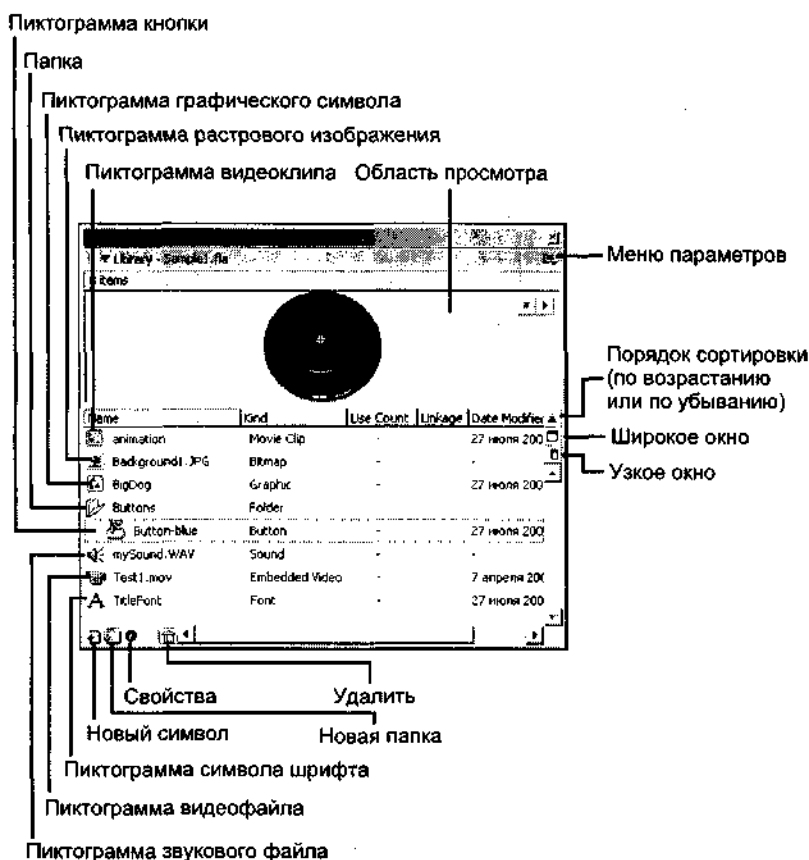 Пиктограмма кнопки
Папка
Пиктограмма графического символа
Пиктограмма растрового изображения
Пиктограмма видеоклипа Область просмотра
Library - Sample1.fla
Меню параметров
8 items
Порядок сортировки
(по возрастанию
или по убыванию)
Name Kind Use Count Linkage Date Modified
animation Movie Clip - 27 июля 200
Широкое окно
Background1.JPG Bitmap - -
Узкое окно
BigDog Graphic - 27 июля 200
Buttons Folder
Button-blue Button - 27 июля 200
mySound.WAV Sound - -
Test1.mov Embedded Video - 7 апреля 200
TitleFont Font - 27 июля 200
Свойства Удалить
Новый символ Новая папка
Пиктограмма символа шрифта
Пиктограмма видеофайла
Пиктограмма звукового файла